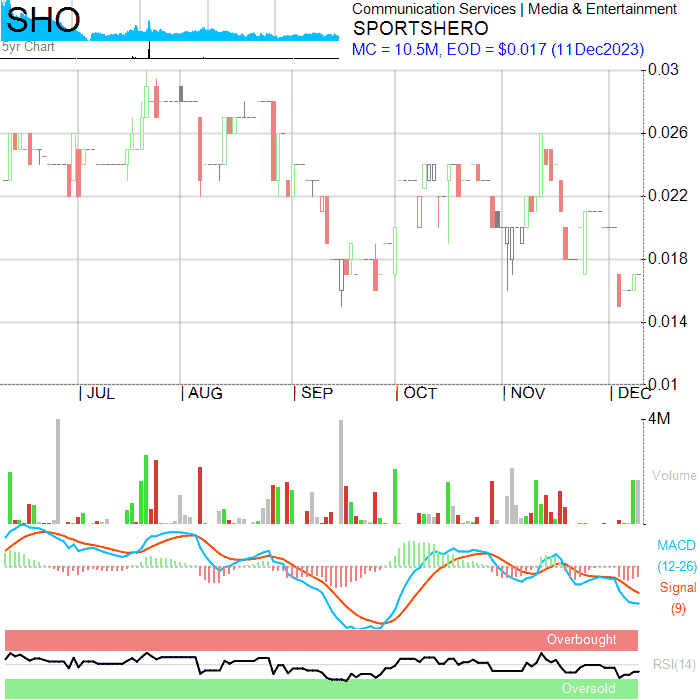 SHO
5yr Chart
Communication Services | Media & Entertainment
SPORTSHERO
MC = 10.5M, EOD = $0.017 (11Dec2023)
0.03
0.026
0.022
0.018
0.014
0.01
| JUL | AUG | SEP | OCT | NOV | DEC
4M
Volume
MACD
(12-26)
Signal
(9)
Overbought
RSI(14)
Oversold